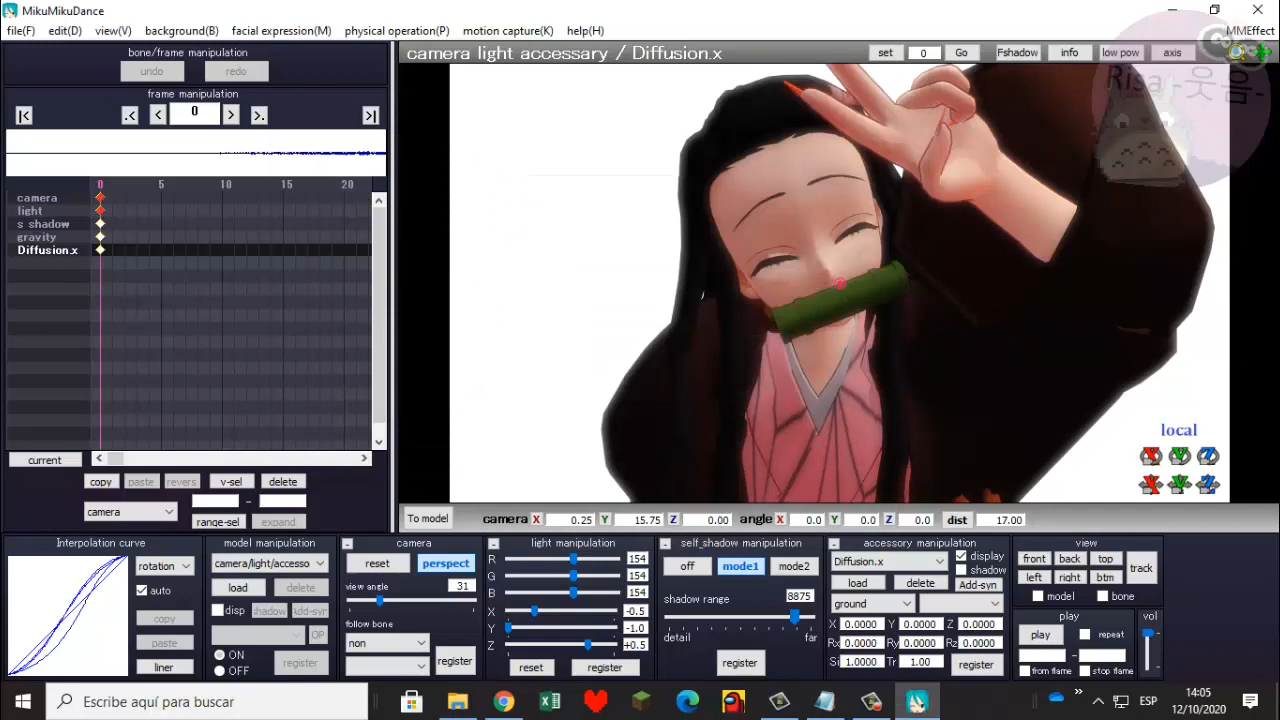 MikuMikuDance
file(F) edit(D) view(V) background(B) facial expression(M) physical operation(P) motion capture(K) help(H) MMEffect
bone/frame manipulation
undo redo
frame manipulation
|< .< < 0 > >. >|
0 5 10 15 20
camera
light
s shadow
gravity
Diffusion.x
current < >
copy paste revers v-sel delete
camera -
range-sel expand
camera light accessary / Diffusion.x set 0 Go Fshadow info low pow axis
Risa -웃음-
local
X Y Z
X Y Z
To model camera X 0.25 Y 15.75 Z 0.00 angle X 0.0 Y 0.0 Z 0.0 dist 17.00
Interpolation curve
rotation
auto
copy
paste
liner
model manipulation
camera/light/accesso
load delete
disp shadow Add-syn
OP
ON
OFF
register
- camera
reset perspect
view angle 31
follow bone
non
register
- light manipulation
R 154
G 154
B 154
X -0.5
Y -1.0
Z +0.5
reset register
- self_shadow manipulation
off mode1 mode2
shadow range 8875
detail far
register
- accessory manipulation
Diffusion.x display
shadow
load delete Add-syn
ground
X 0.0000 Y 0.0000 Z 0.0000
Rx 0.0000 Ry 0.0000 Rz 0.0000
Si 1.0000 Tr 1.00 register
view
front back top
left right btm
track
model bone
play
play repeat
-
from flame stop flame
vol
Escribe aquí para buscar
ESP
14:05
12/10/2020